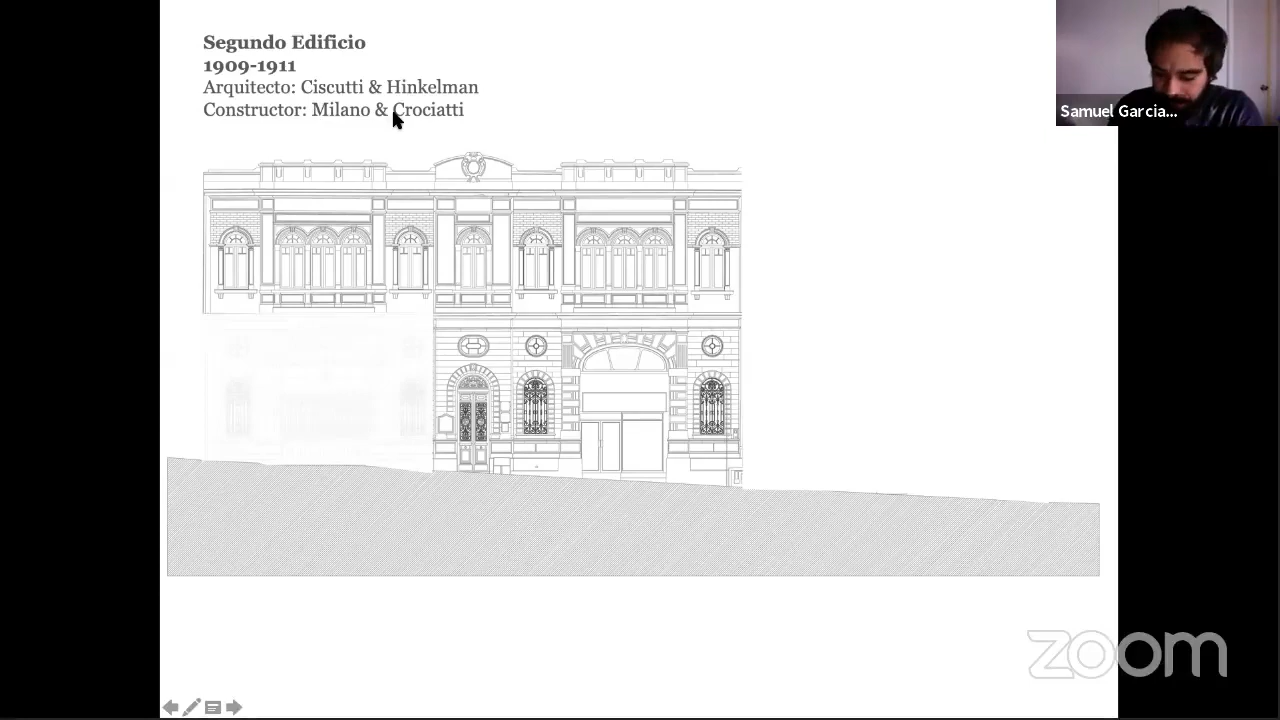 Segundo Edificio
1909-1911
Arquitecto: Ciscutti & Hinkelman
Constructor: Milano & Crociatti
Samuel Garcia...
zoom